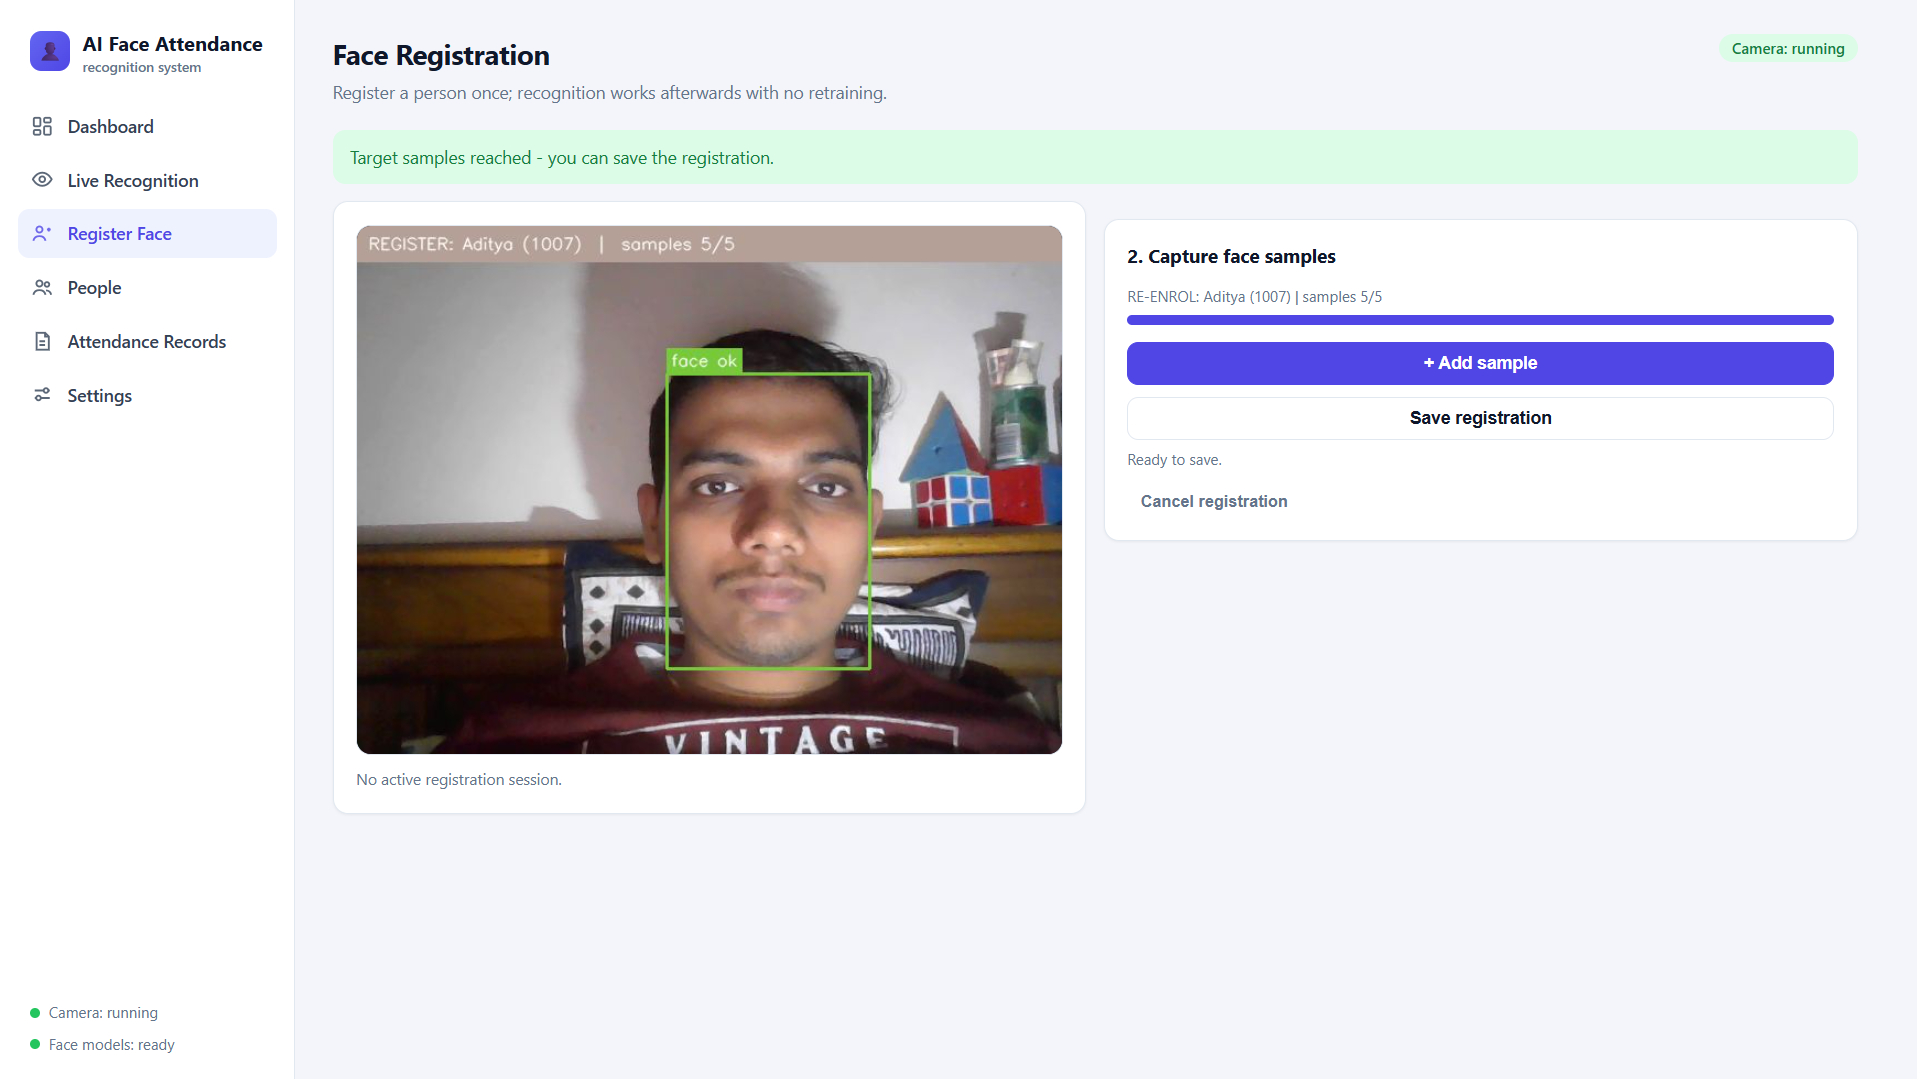 AI Face Attendance
recognition system
Dashboard
Live Recognition
Register Face
People
Attendance Records
Settings
Camera: running
Face models: ready
Face Registration
Register a person once; recognition works afterwards with no retraining.
Camera: running
Target samples reached - you can save the registration.
REGISTER: Aditya (1007) | samples 5/5
face ok
VINTAGE
No active registration session.
2. Capture face samples
RE-ENROL: Aditya (1007) | samples 5/5
+ Add sample
Save registration
Ready to save.
Cancel registration